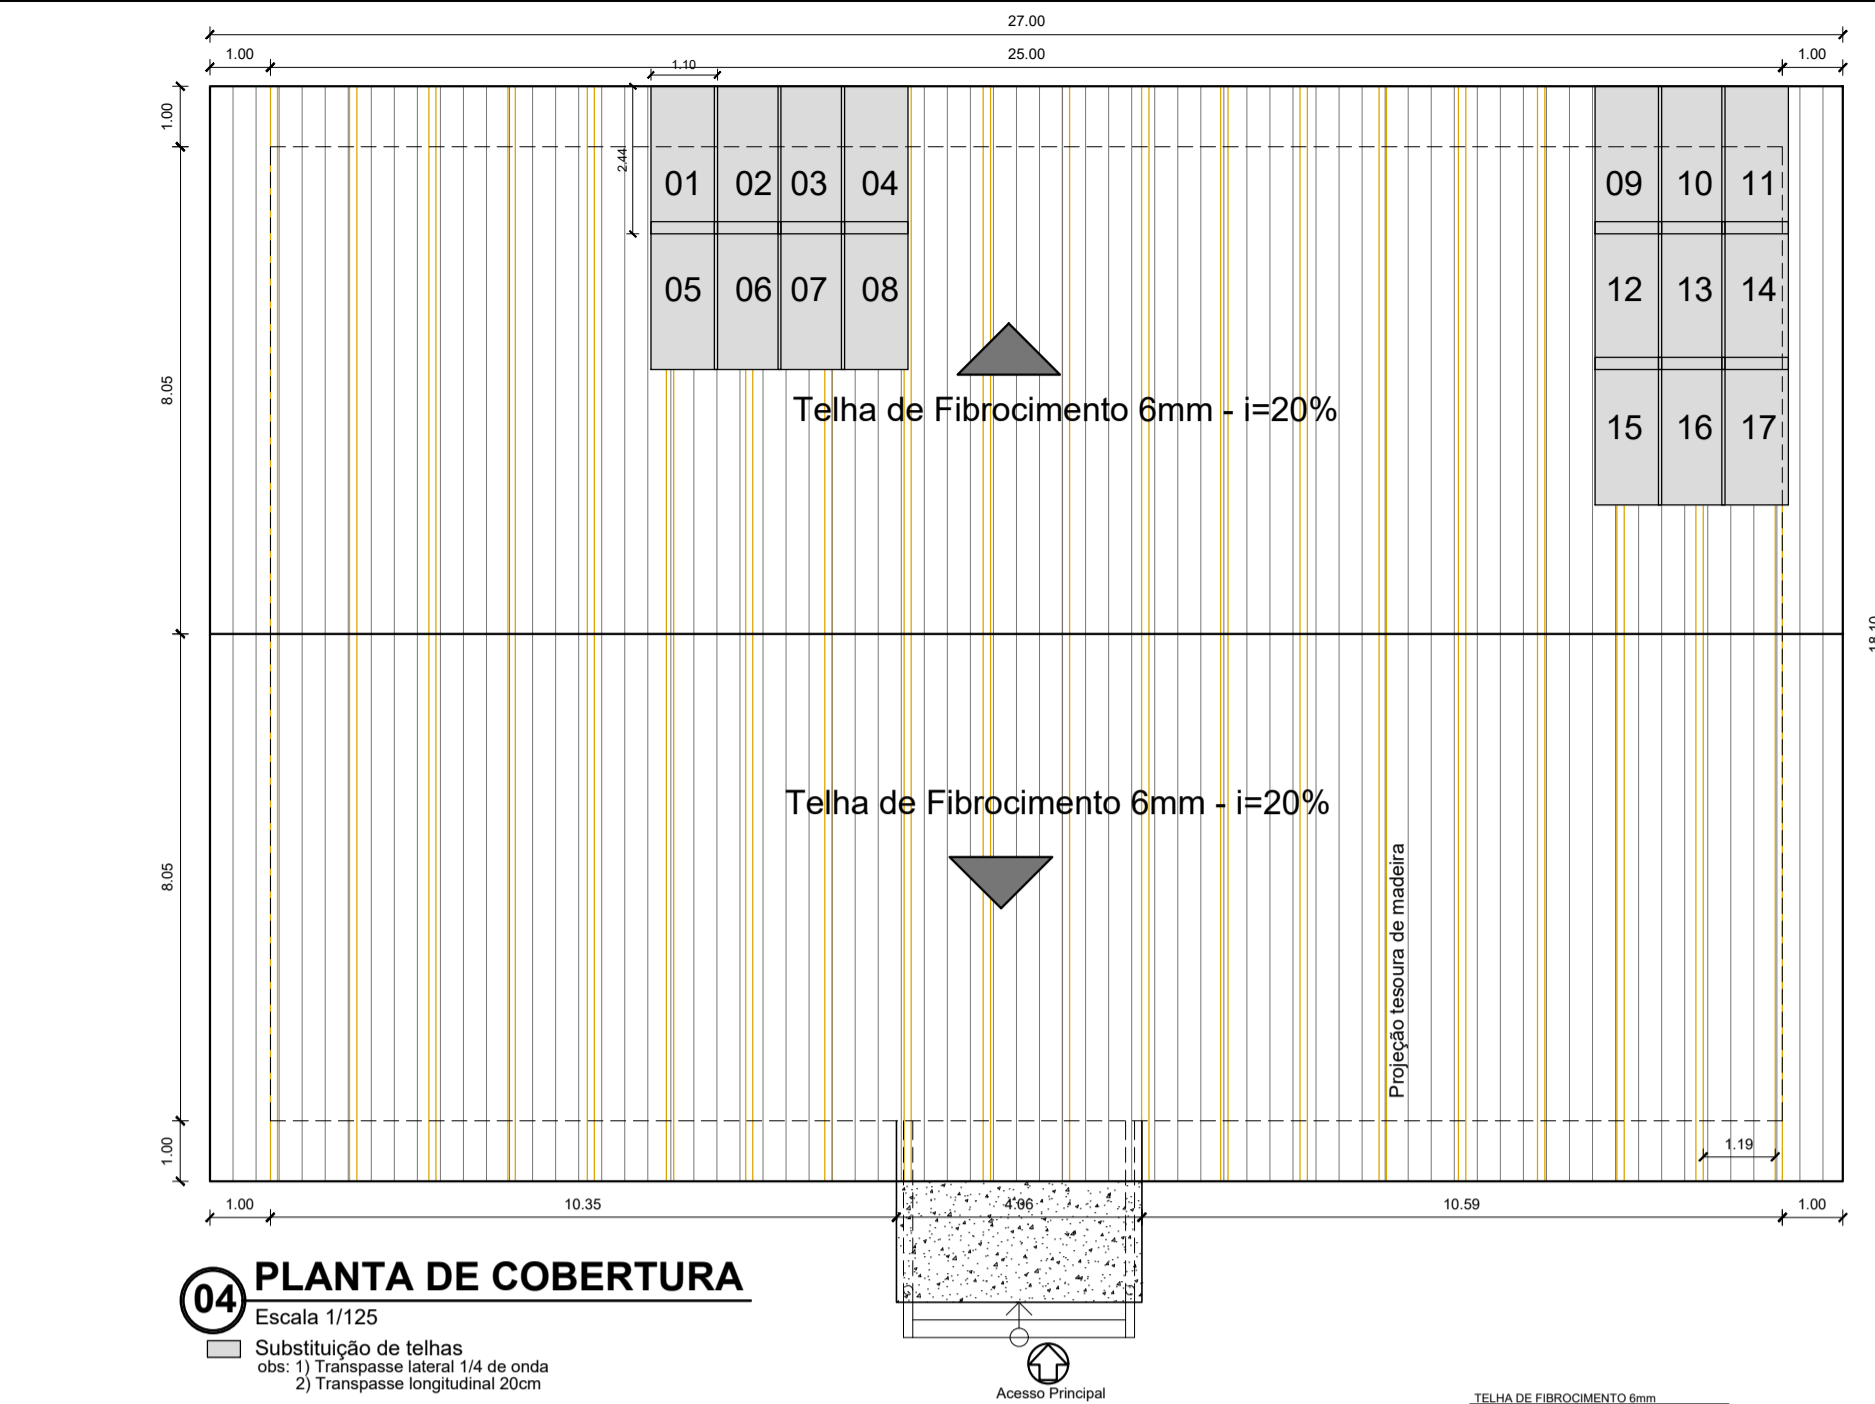 27.00
1.00 25.00 1.00
1.10
1.00
2.44
01 02 03 04
09 10 11
05 06 07 08
12 13 14
8.05
Telha de Fibrocimento 6mm - i=20%
15 16 17
18.10
Telha de Fibrocimento 6mm - i=20%
8.05
Projeção tesoura de madeira
1.00
1.19
1.00 10.35 4.06 10.59 1.00
04 PLANTA DE COBERTURA
Escala 1/125
Substituição de telhas
obs: 1) Transpasse lateral 1/4 de onda
2) Transpasse longitudinal 20cm
Acesso Principal
TELHA DE FIBROCIMENTO 6mm